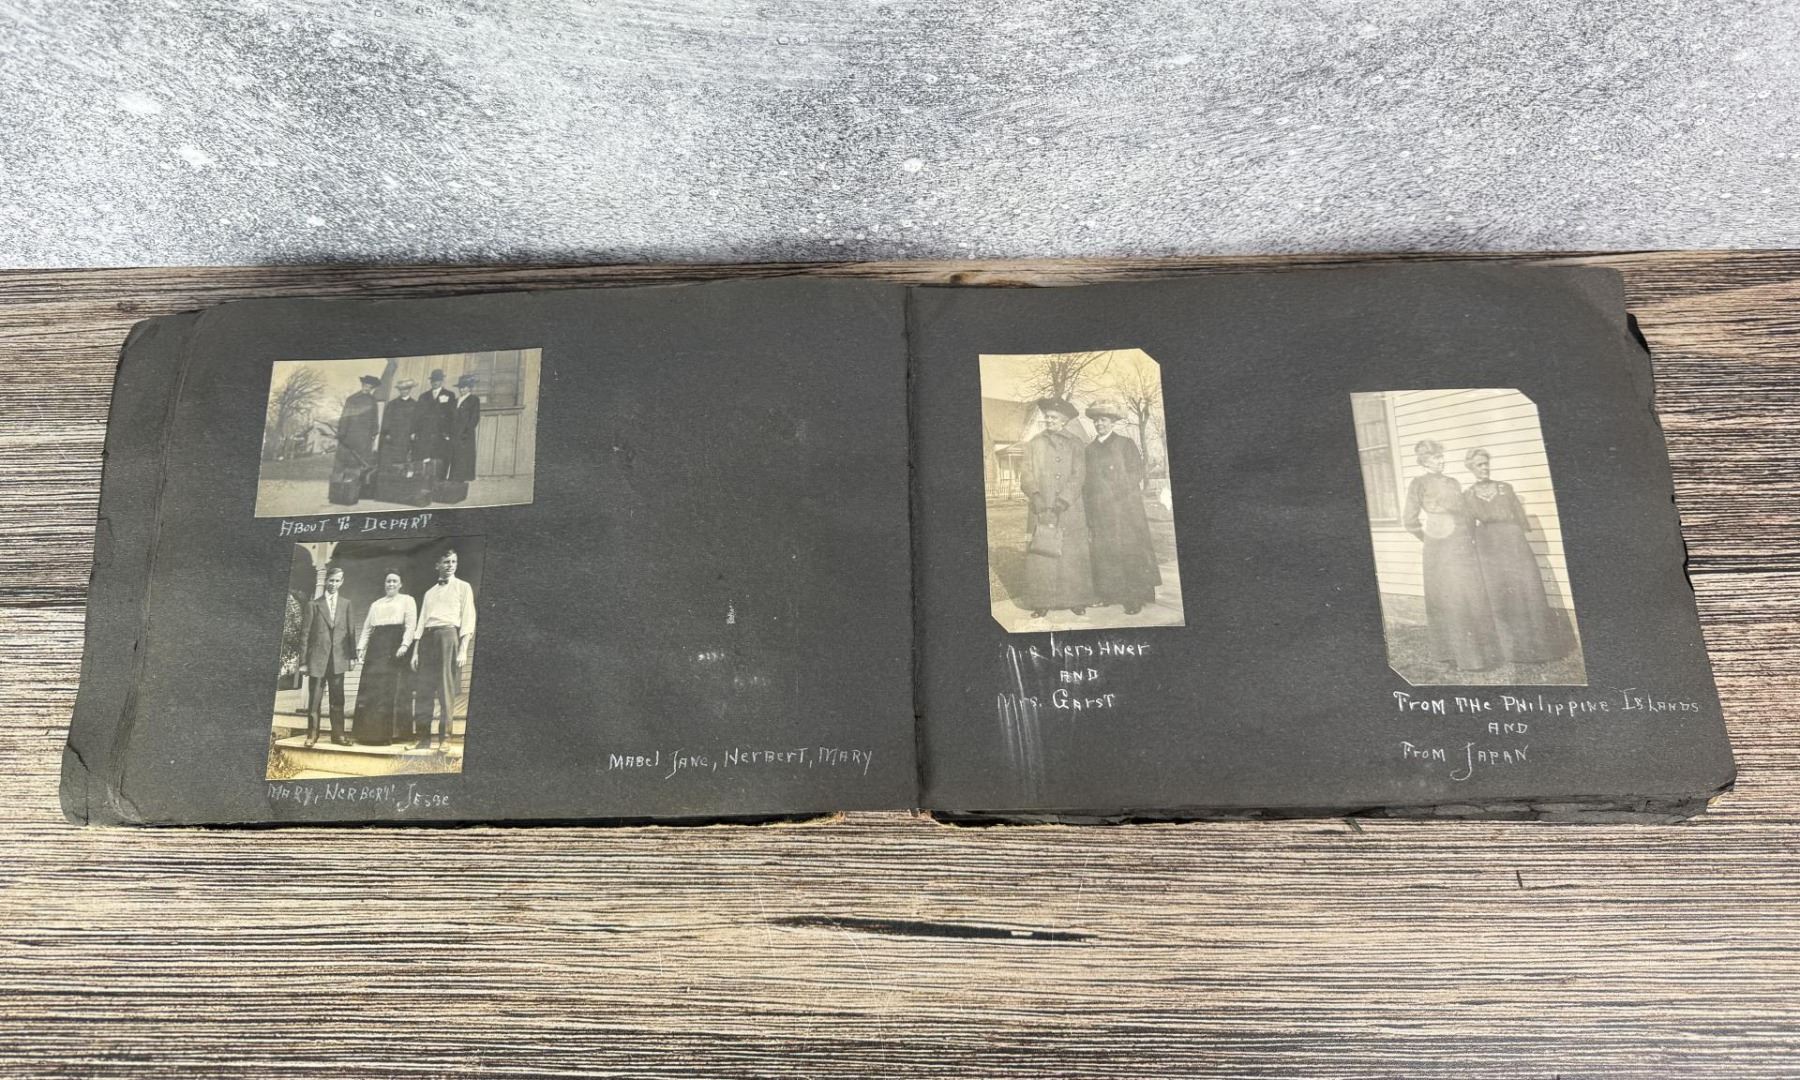 ABOUT To DEPART
MARY, HERBERT, JESSE
MABEl JANe, HerBerT, MARY
KersHNer
AND
Mrs. GArsT
From THe PHilippine IslANDs
AND
From JApAN